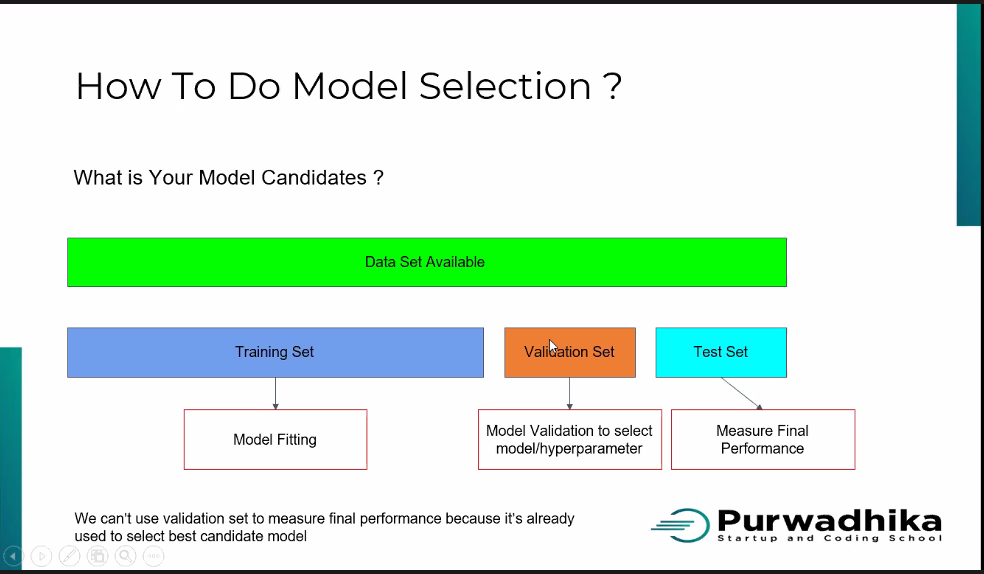 How To Do Model Selection ?
What is Your Model Candidates ?
Data Set Available
Training Set
Validation Set
Test Set
Model Fitting
Model Validation to select
model/hyperparameter
Measure Final
Performance
We can't use validation set to measure final performance because it's already
used to select best candidate model
Purwadhika
Startup and Coding School